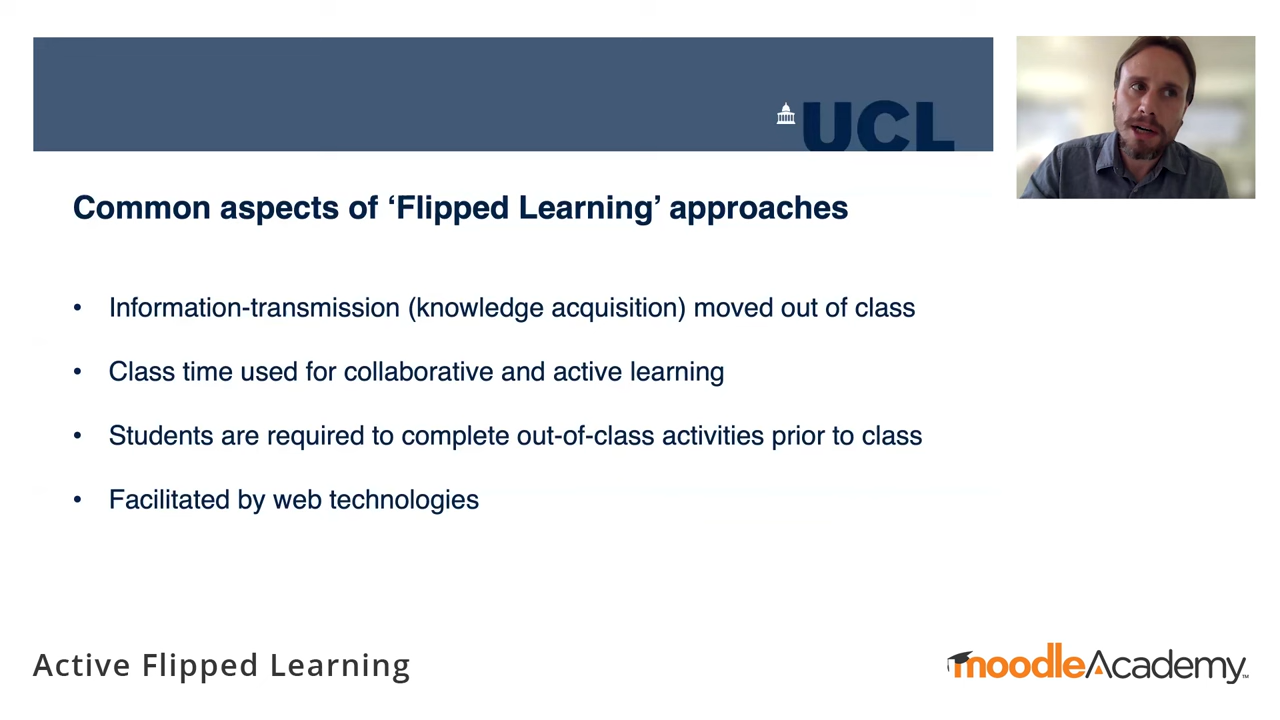 UCL
Common aspects of ‘Flipped Learning’ approaches
• Information-transmission (knowledge acquisition) moved out of class
• Class time used for collaborative and active learning
• Students are required to complete out-of-class activities prior to class
• Facilitated by web technologies
Active Flipped Learning
moodleAcademy™